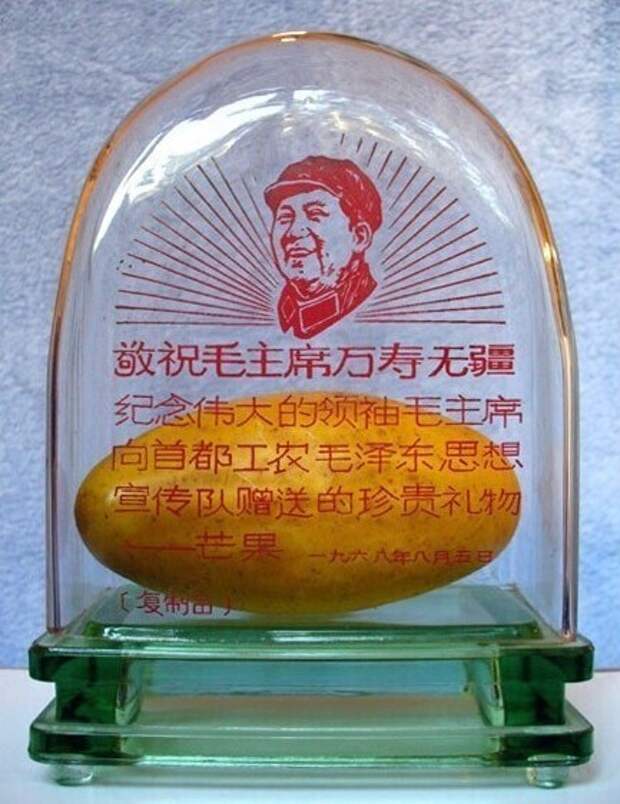 敬祝毛主席万寿无疆
纪念伟大的领袖毛主席
向首都工农毛泽东思想
宣传队赠送的珍贵礼物
——芒果 一九六八年八月五日
（复制品）